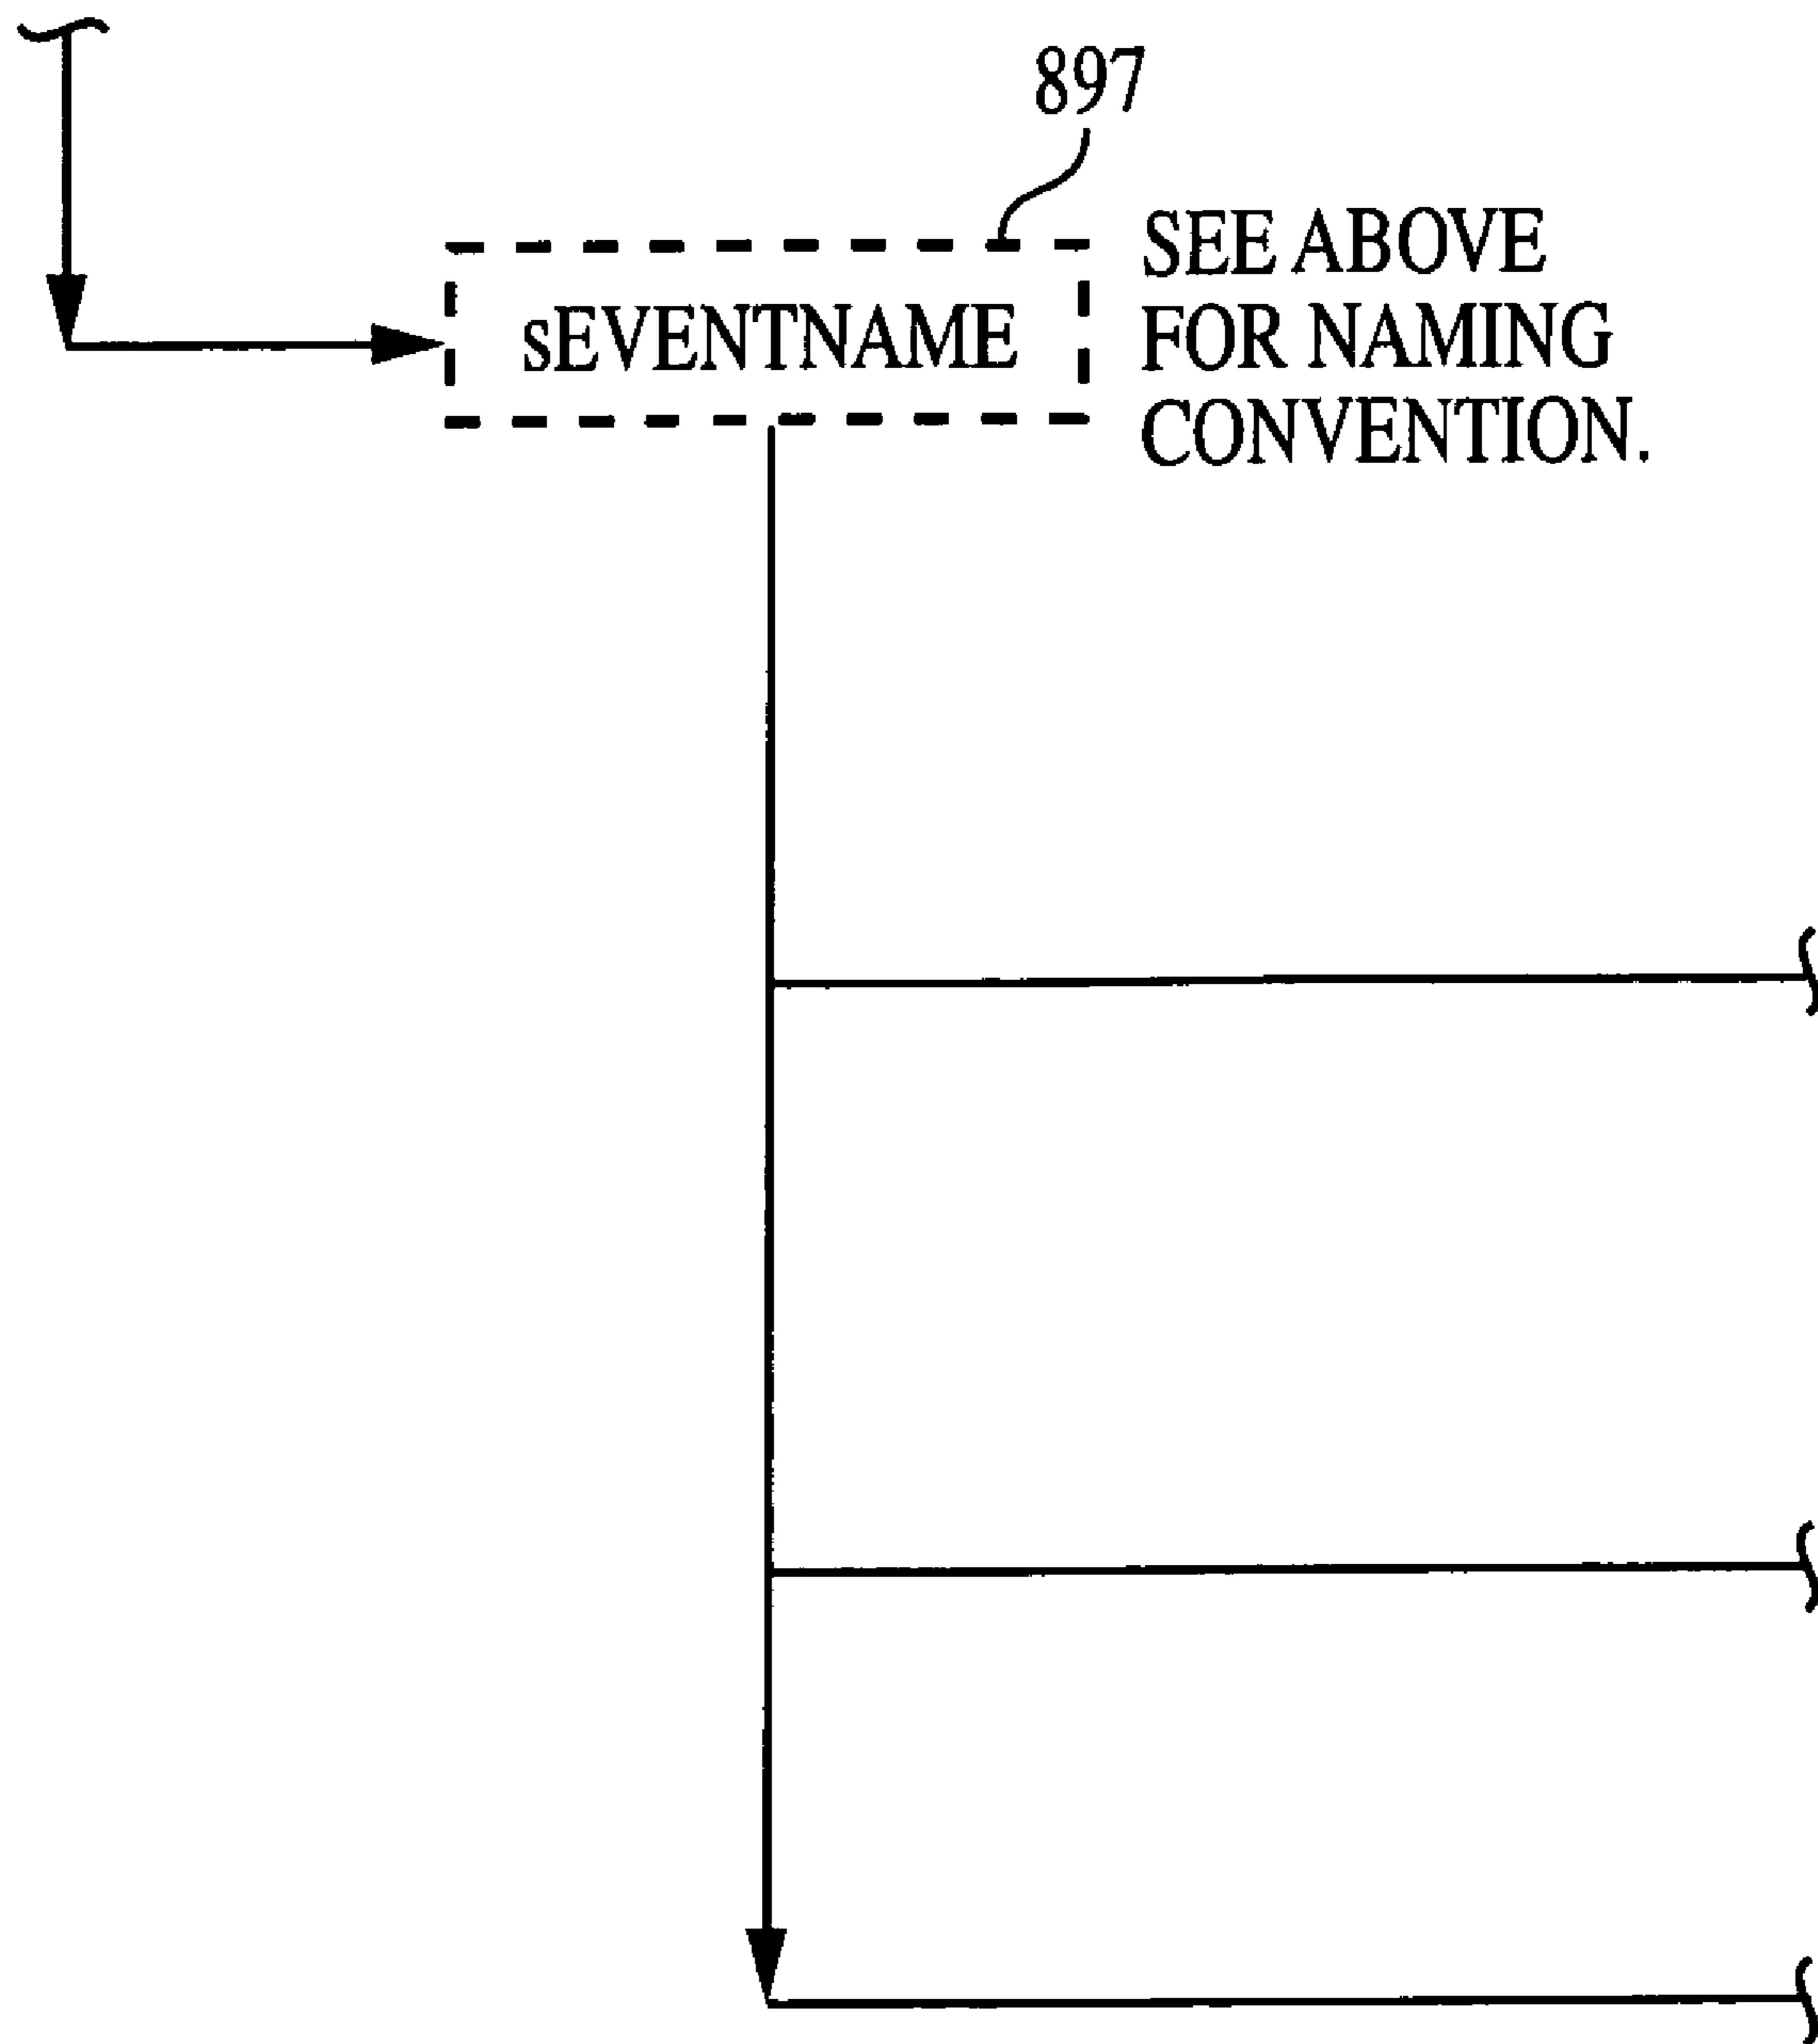 897
sEVENTNAME
SEE ABOVE
FOR NAMING
CONVENTION.